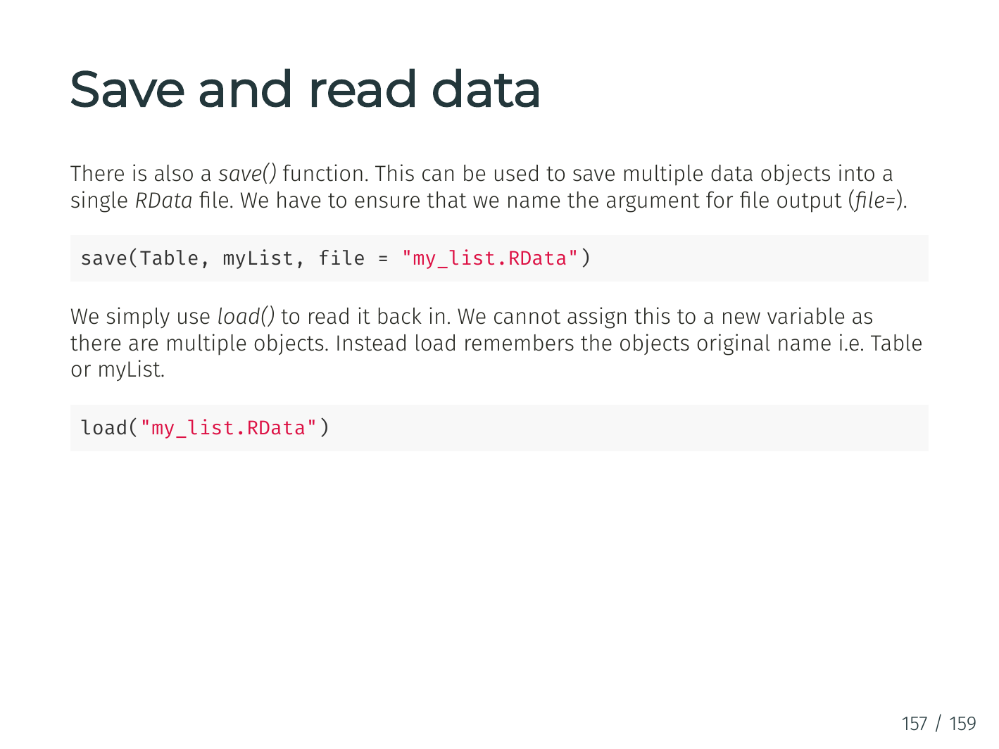 Save and read data
There is also a save() function. This can be used to save multiple data objects into a
single RData file. We have to ensure that we name the argument for file output (file=).
save(Table, myList, file = "my_list.RData")
We simply use load() to read it back in. We cannot assign this to a new variable as
there are multiple objects. Instead load remembers the objects original name i.e. Table
or myList.
load("my_list.RData")
157 / 159